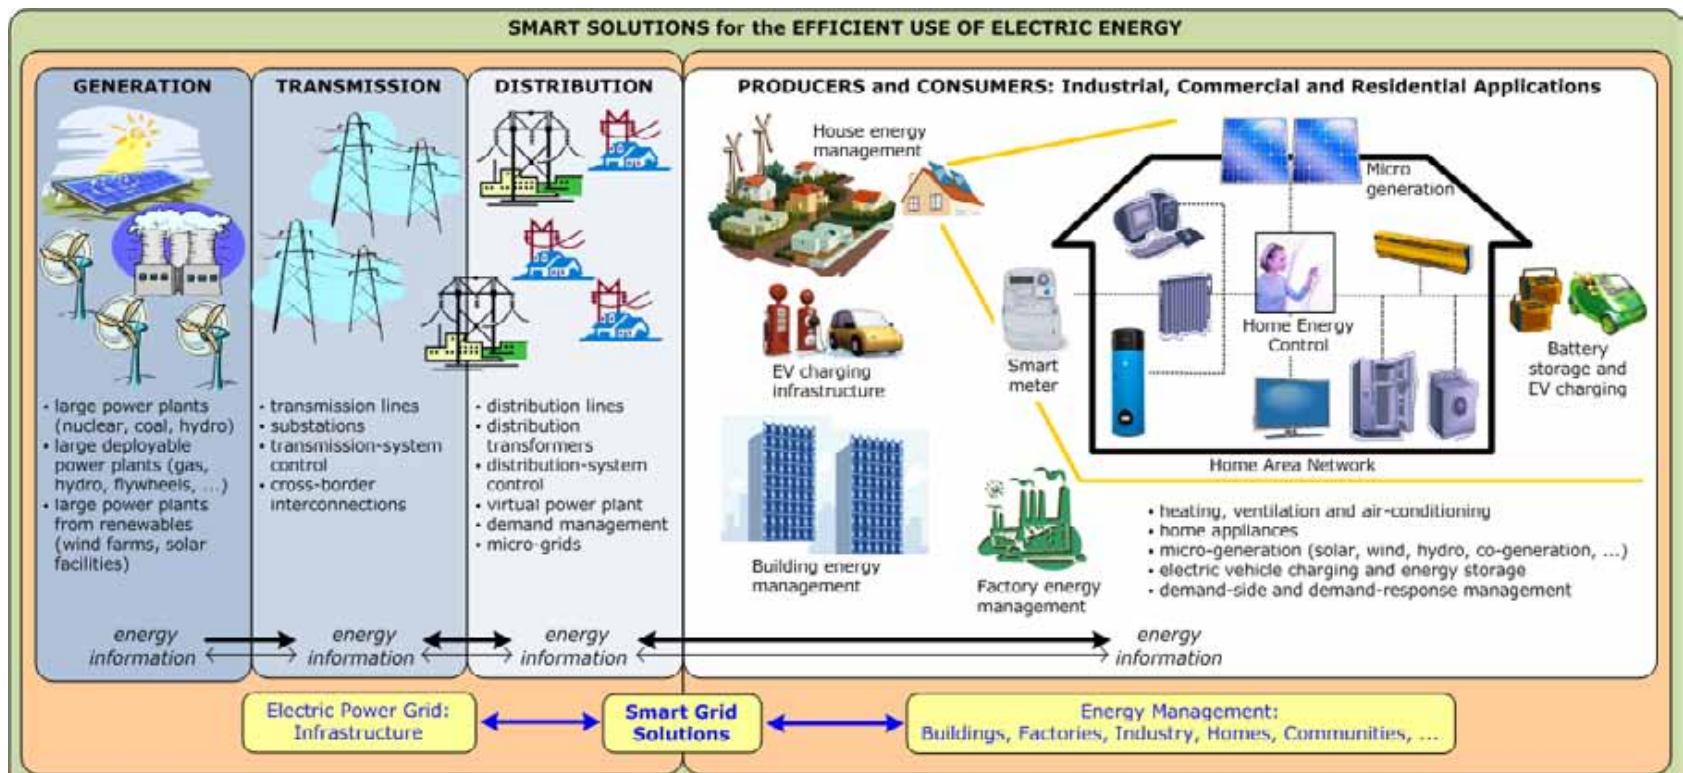 SMART SOLUTIONS for the EFFICIENT USE OF ELECTRIC ENERGY
GENERATION
• large power plants
(nuclear, coal, hydro)
• large deployable
power plants (gas,
hydro, flywheels, ...)
• large power plants
from renewables
(wind farms, solar
facilities)
TRANSMISSION
• transmission lines
• substations
• transmission-system
control
• cross-border
interconnections
DISTRIBUTION
• distribution lines
• distribution
transformers
• distribution-system
control
• virtual power plant
• demand management
• micro-grids
PRODUCERS and CONSUMERS: Industrial, Commercial and Residential Applications
House energy
management
EV charging
infrastructure
Building energy
management
Factory energy
management
Smart
meter
Micro
generation
Home Energy
Control
Battery
storage and
EV charging
Home Area Network
• heating, ventilation and air-conditioning
• home appliances
• micro-generation (solar, wind, hydro, co-generation, ...)
• electric vehicle charging and energy storage
• demand-side and demand-response management
energy energy energy energy
information information information information
Electric Power Grid:
Infrastructure
Smart Grid
Solutions
Energy Management:
Buildings, Factories, Industry, Homes, Communities, ...